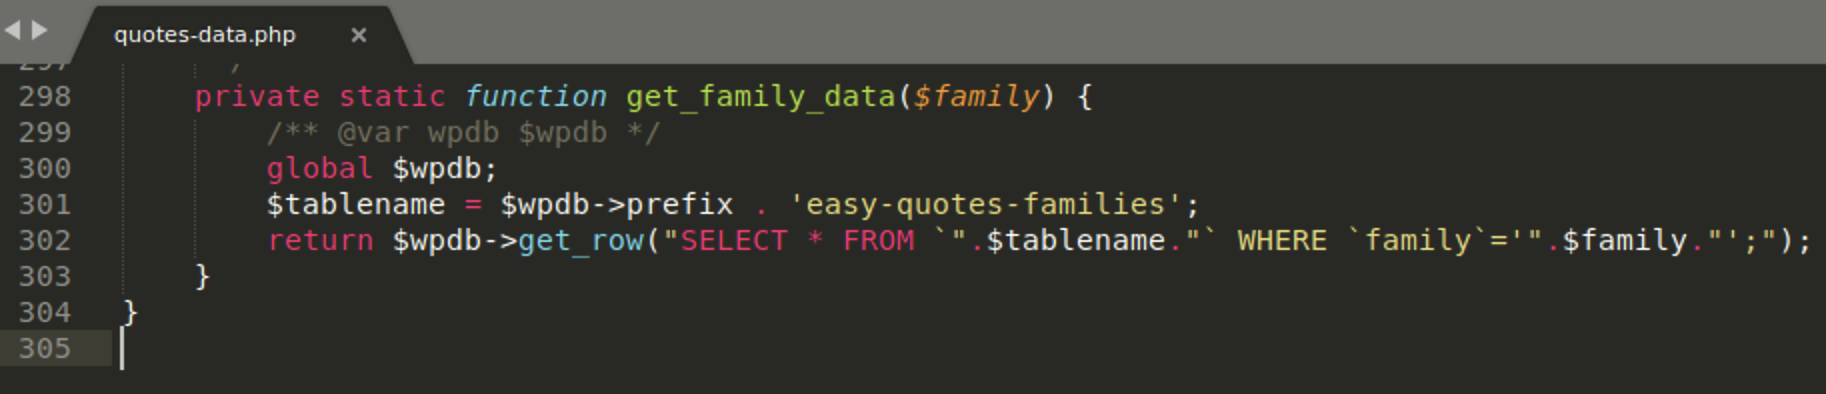 quotes-data.php ×
298 private static function get_family_data($family) {
299 /** @var wpdb $wpdb */
300 global $wpdb;
301 $tablename = $wpdb->prefix . 'easy-quotes-families';
302 return $wpdb->get_row("SELECT * FROM `".$tablename."` WHERE `family`='".$family."';");
303 }
304 }
305